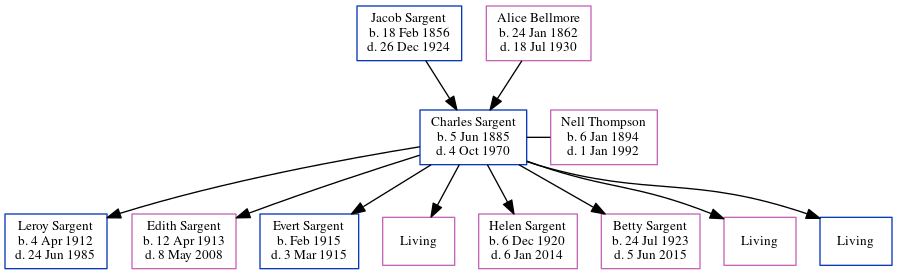 Jacob Sargent
b. 18 Feb 1856
d. 26 Dec 1924
Alice Bellmore
b. 24 Jan 1862
d. 18 Jul 1930
Charles Sargent
b. 5 Jun 1885
d. 4 Oct 1970
Nell Thompson
b. 6 Jan 1894
d. 1 Jan 1992
Leroy Sargent
b. 4 Apr 1912
d. 24 Jun 1985
Edith Sargent
b. 12 Apr 1913
d. 8 May 2008
Evert Sargent
b. Feb 1915
d. 3 Mar 1915
Living
Helen Sargent
b. 6 Dec 1920
d. 6 Jan 2014
Betty Sargent
b. 24 Jul 1923
d. 5 Jun 2015
Living
Living